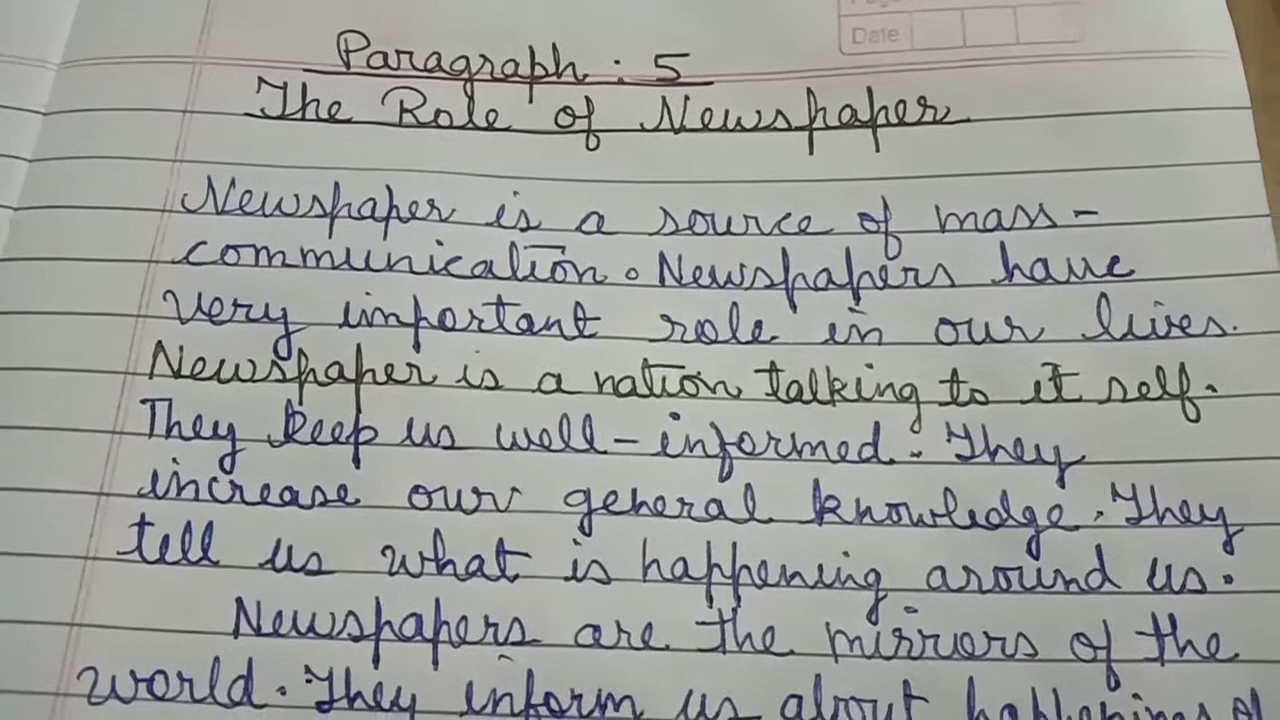 Date
Paragraph : 5
The Role of Newspaper
Newspaper is a source of mass-
communication. Newspapers have
very important role in our lives.
Newspaper is a nation talking to it self.
They keep us well-informed. They
increase our general knowledge. They
tell us what is happening around us.
Newspapers are the mirrors of the
world. They inform us about happenings of